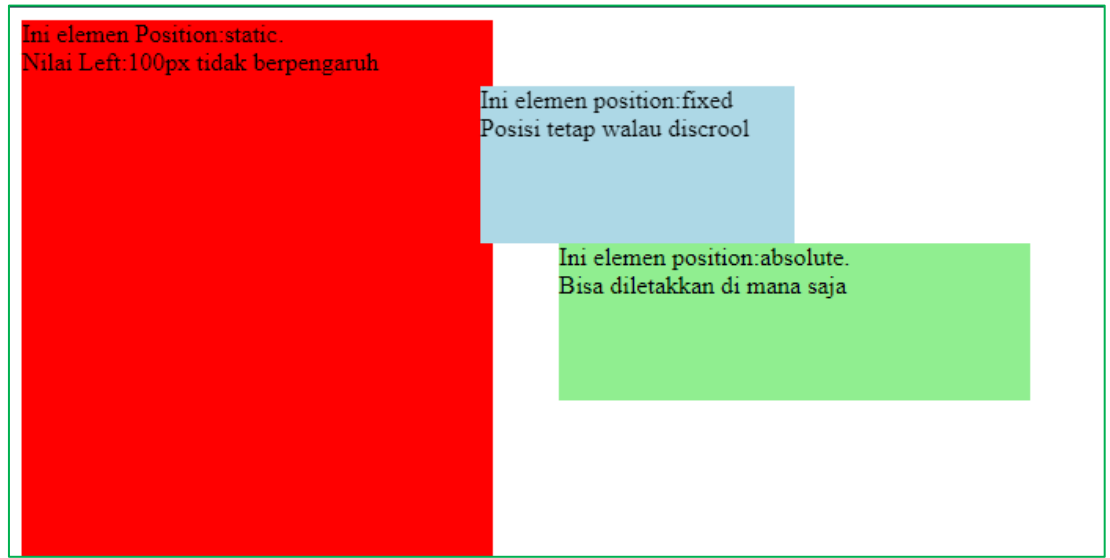 Ini elemen Position:static.
Nilai Left:100px tidak berpengaruh
Ini elemen position:fixed
Posisi tetap walau discrool
Ini elemen position:absolute.
Bisa diletakkan di mana saja